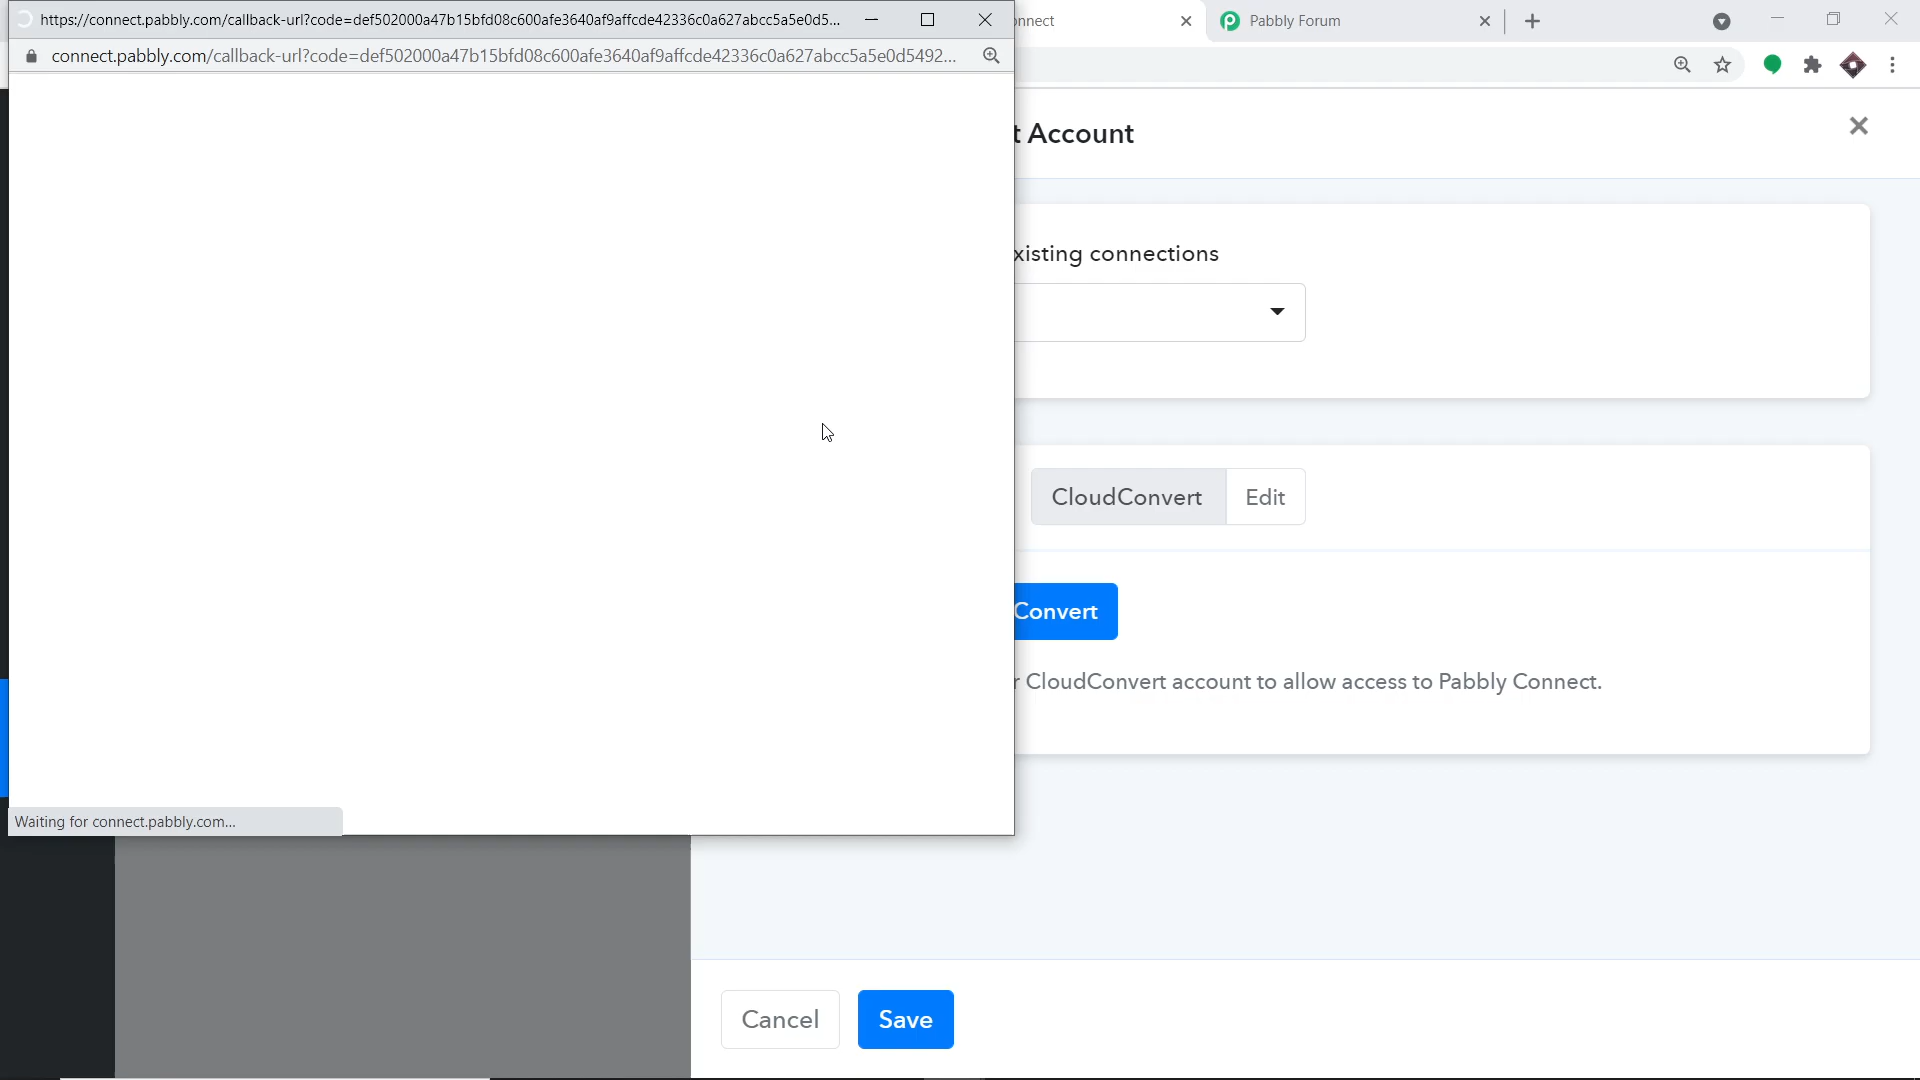 https://connect.pabbly.com/callback-url?code=def502000a47b15bfd08c600afe3640af9affcde42336c0a627abcc5a5e0d5...
nnect
Pabbly Forum
connect.pabbly.com/callback-url?code=def502000a47b15bfd08c600afe3640af9affcde42336c0a627abcc5a5e0d5492...
t Account
xisting connections
CloudConvert
Edit
Convert
r CloudConvert account to allow access to Pabbly Connect.
Waiting for connect.pabbly.com...
Cancel
Save